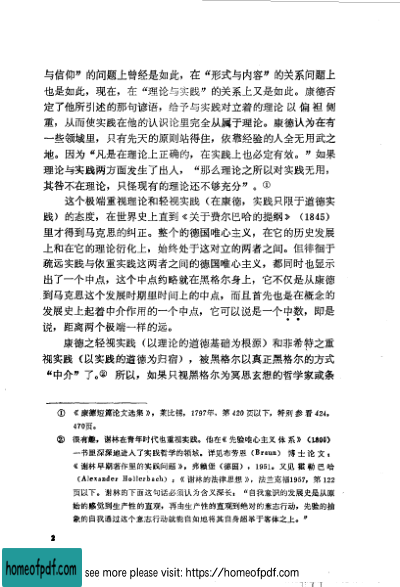 与信仰”的问题上曾经是如此，在“形式与内容”的关系问题上
也是如此，现在，在“理论与实践”的关系上又是如此。康德否
定了他所引述的那句谚语，给予与实践对立着的理论以偏袒侧
重，从而使实践在他的认识论里完全从属于理论。康德认为在有
一些领域里，只有先天的原则站得住，依靠经验的人全无用武之
地。因为“凡是在理论上正确的，在实践上也必定有效。”如果
理论与实践两方面发生了出入，“那么理论之所以对实践无用，
其咎不在理论，只怪现有的理论还不够充分”。①
这个极端重视理论和轻视实践（在康德，实践只限于道德实
践）的态度，在世界史上直到《关于费尔巴哈的提纲》（1845）
里才得到马克思的纠正。整个的德国唯心主义，在它的历史发展
上和在它的理论衍化上，始终处于这对立的两者之间。但徘徊于
疏远实践与依重实践这两者之间的德国唯心主义，都同时也显示
出了一个中点，这个中点约略就在黑格尔身上，它不仅是从康德
到马克思这个发展时期里时间上的中点，而且首先也是在概念的
发展史上起着中介作用的一个中点，它可以说是一个中数，即是
说，距离两个极端一样的远。
康德之轻视实践（以理论的道德基础为根源）和菲希特之重
视实践（以实践的道德为归宿），被黑格尔以真正黑格尔的方式
“中介”了。② 所以，如果只视黑格尔为冥思玄想的哲学家或条
① 《康德短篇论文选集》，莱比锡，1797年，第420页以下，特别参看424，
470页。
② 很有趣，谢林在青年时代也重视实践。他在《先验唯心主义体系》（1800）
一书里深深地进入了实践哲学的领域。详见布劳恩（Braun）博士论文：
《谢林早期著作里的实践问题》，弗赖堡（德国），1951。又见霍勒巴哈
（Alexander Hollerbach）：《谢林的法律思想》，法兰克福1957，第122
页以下。谢林的下面这句话必须认为含义深长：“自我意识的发展史是从原
始的感觉到生产性的直观，再由生产性的直观到绝对的意志行动，先验的抽
象的自我通过这个意志行动就能自如地将其自身超举于客体之上。”
2
homeofpdf.com
see more please visit: https://homeofpdf.com